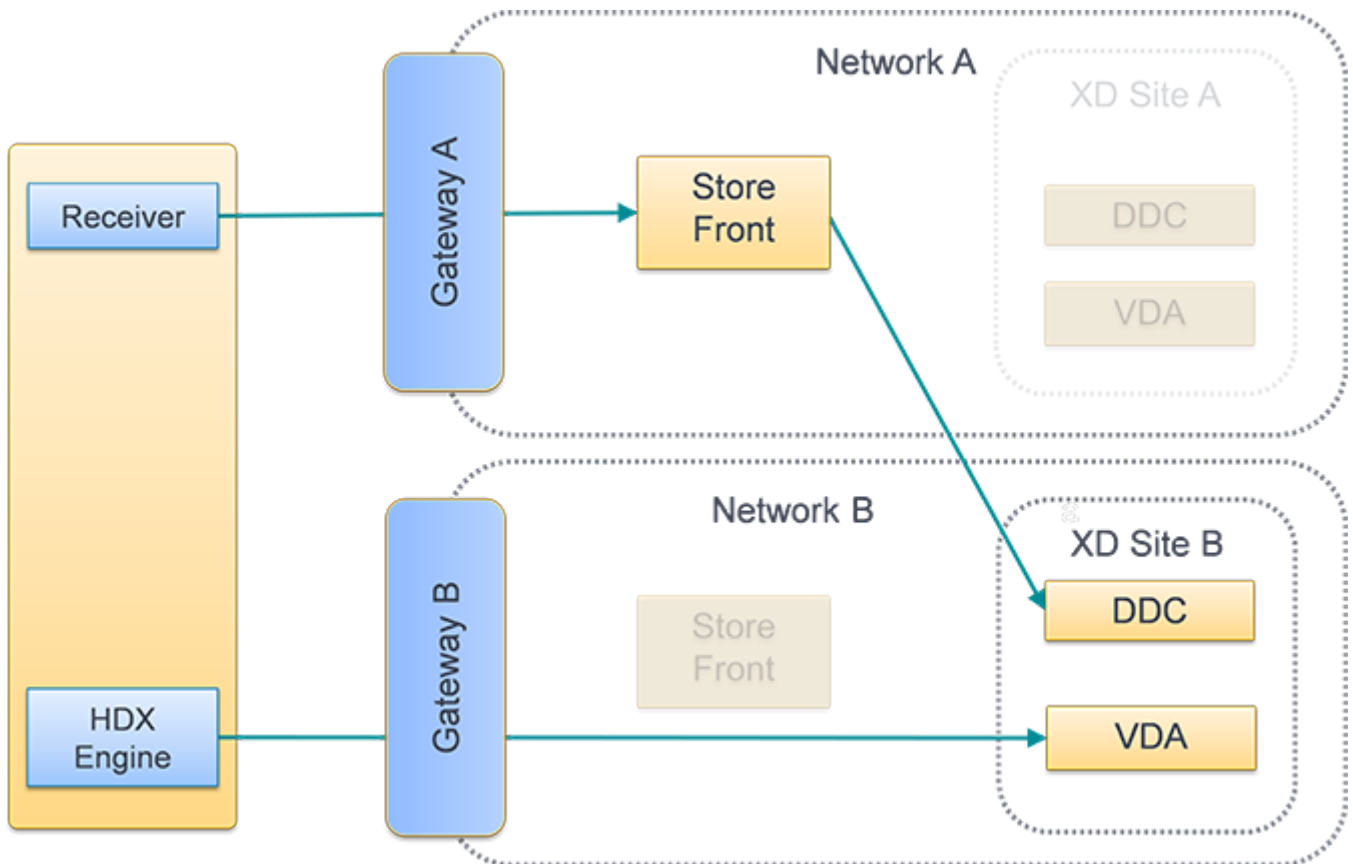 Network A
XD Site A
Gateway A
Receiver
Store
Front
DDC
VDA
Network B
XD Site B
Gateway B
Store
Front
DDC
HDX
Engine
VDA